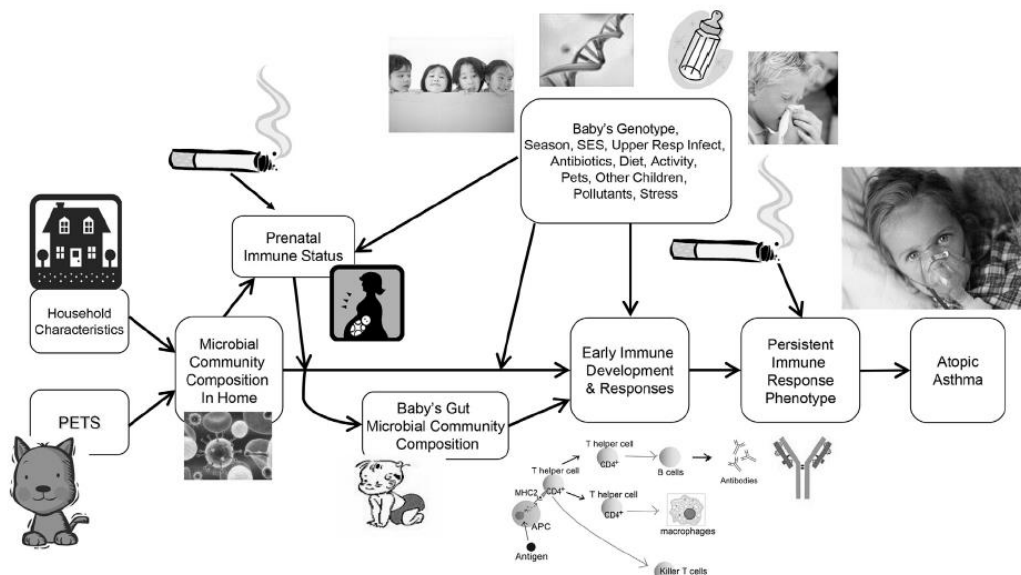 Baby's Genotype,
Season, SES, Upper Resp Infect,
Antibiotics, Diet, Activity,
Pets, Other Children,
Pollutants, Stress
Prenatal
Immune Status
Household
Characteristics
PETS
Microbial
Community
Composition
In Home
Baby's Gut
Microbial Community
Composition
Early Immune
Development
& Responses
Persistent
Immune
Response
Phenotype
Atopic
Asthma
T helper cell
CD4+
B cells
Antibodies
T helper cell
MHC2
CD4+
APC
Antigen
T helper cell
CD4+
macrophages
Killer T cells